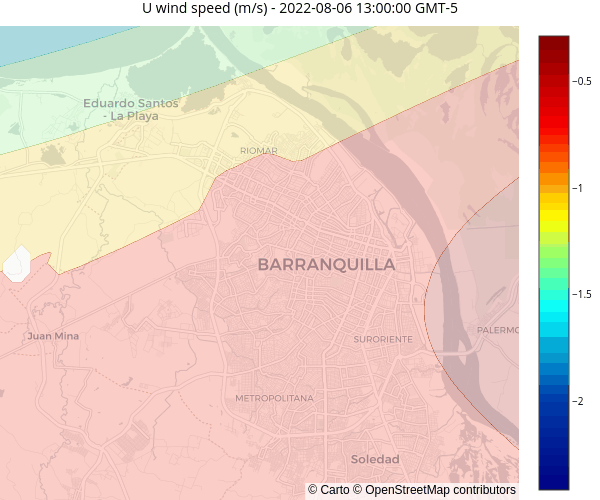 U wind speed (m/s) - 2022-08-06 13:00:00 GMT-5
Eduardo Santos
- La Playa
RIOMAR
BARRANQUILLA
Juan Mina
SURORIENTE
PALERMO
METROPOLITANA
Soledad
© Carto © OpenStreetMap contributors
−0.5
−1
−1.5
−2